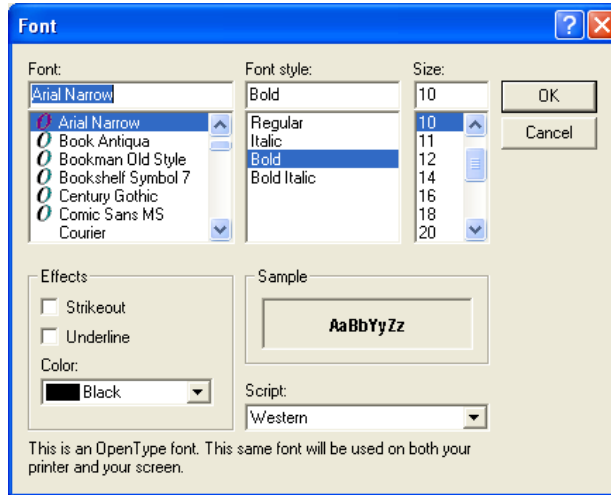 Font
Font:
Arial Narrow
Arial Narrow
Book Antiqua
Bookman Old Style
Bookshelf Symbol 7
Century Gothic
Comic Sans MS
Courier
Font style:
Bold
Regular
Italic
Bold
Bold Italic
Size:
10
10
11
12
14
16
18
20
OK
Cancel
Effects
Strikeout
Underline
Color:
Black
Sample
AaBbYyZz
Script:
Western
This is an OpenType font. This same font will be used on both your
printer and your screen.